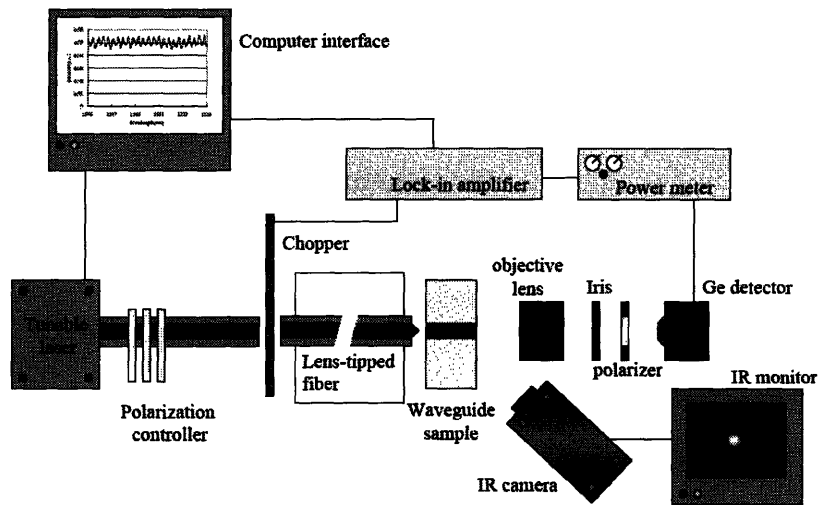 Computer interface
Lock-in amplifier
Power meter
Chopper
objective
lens
Iris
Ge detector
Tunable
laser
Lens-tipped
fiber
polarizer
IR monitor
Polarization
controller
Waveguide
sample
IR camera